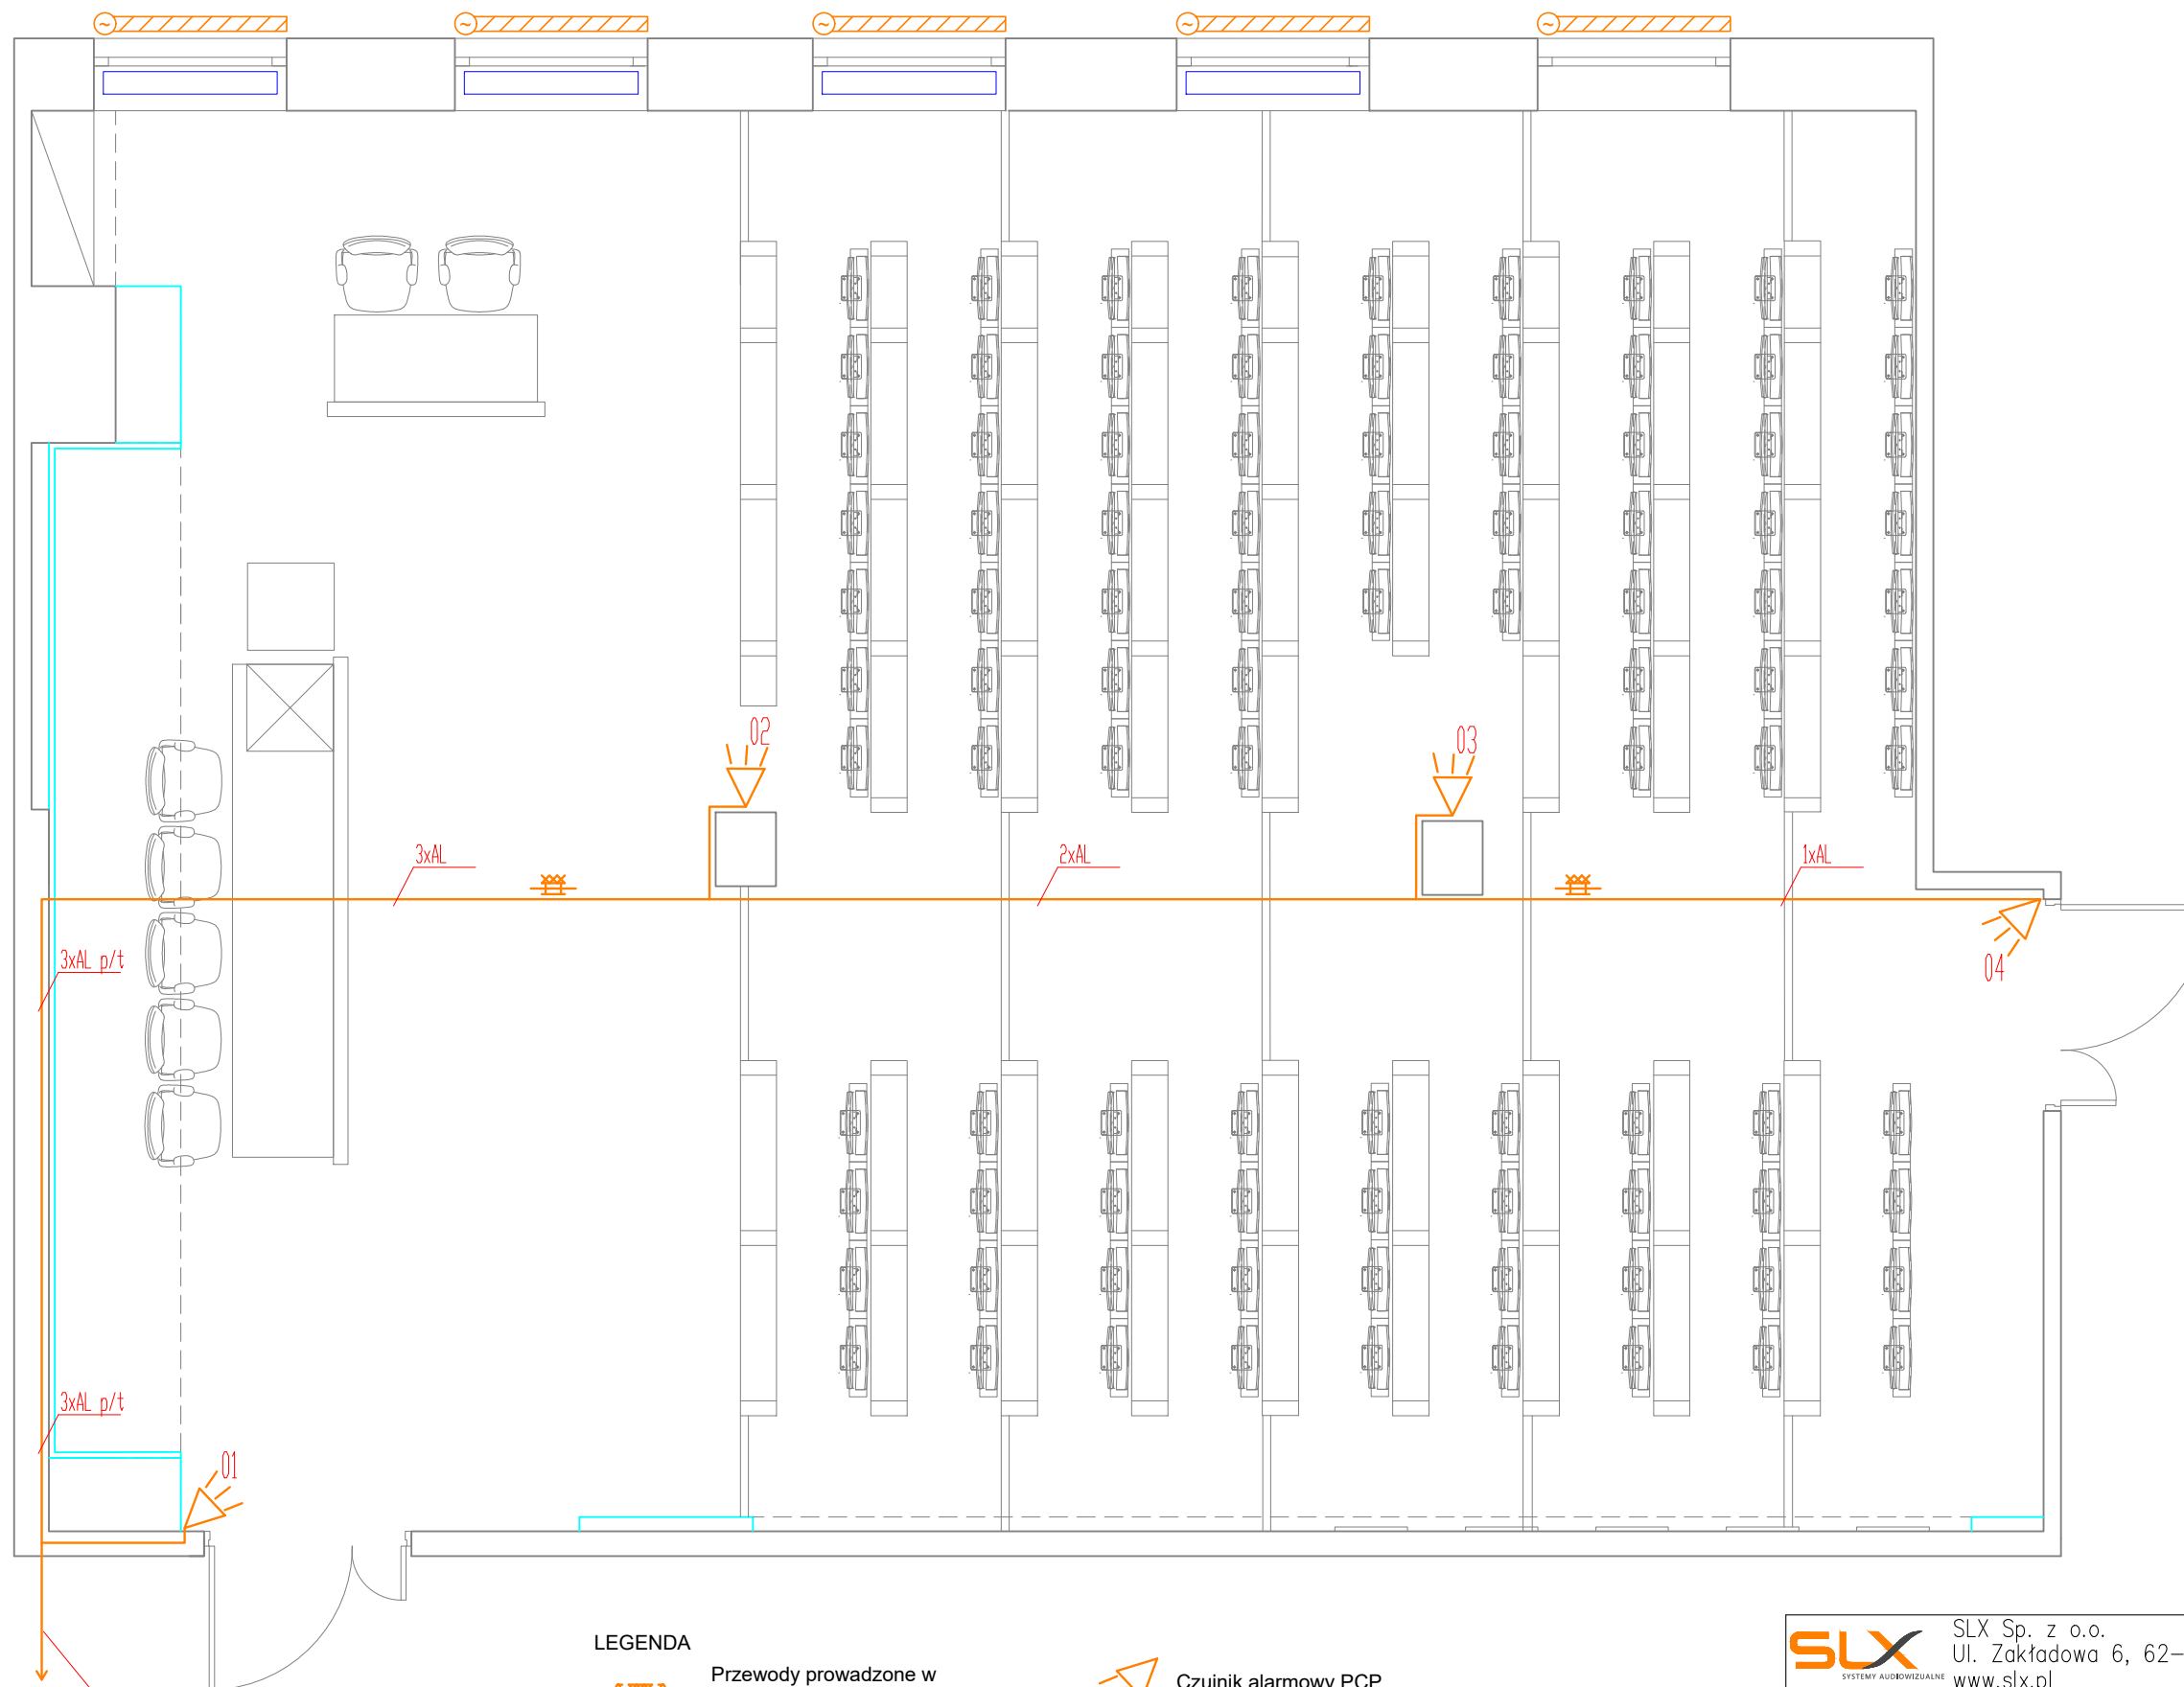 02
03
3xAL
2xAL
1xAL
3xAL p/t
04
3xAL p/t
01
LEGENDA
Przewody prowadzone w
Czujnik alarmowy PCP
SLX
SYSTEMY AUDIOWIZUALNE
SLX Sp. z o.o.
Ul. Zakładowa 6, 62-
www.slx.pl